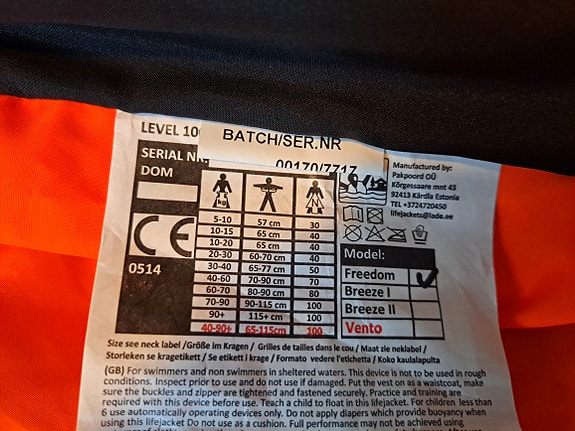 LEVEL 100
BATCH/SER.NR
00170/7717
SERIAL NR
DOM
CE
0514
kg
N
5-10 57 cm 30
10-15 65 cm 40
10-20 65 cm 40
20-30 60-70 cm 40
30-40 65-77 cm 50
40-60 70-90 cm 70
60-70 80-90 cm 80
70-90 90-115 cm 100
90+ 115+ cm 100
40-90+ 65-115cm 100
Manufactured by:
Pakpoord OÜ
Kõrgessaare mnt 43
92413 Kärdla Estonia
TEL +3724720450
lifejackets@lade.ee
Model:
Freedom ✓
Breeze I
Breeze II
Vento
Size see neck label /Größe im Kragen / Grilles de tailles dans le cou / Maat zie neklabel /
Storleken se kragetikett / Se etikett i krage / Formato vedere l'etichetta / Koko kaulalapulta
(GB) For swimmers and non swimmers in sheltered waters. This device is not to be used in rough
conditions. Inspect prior to use and do not use if damaged. Put the vest on as a waistcoat, make
sure the buckles and zipper are tightened and fastened securely. Practice and training are
required with this device before use. Teach a child to float in this lifejacket. For children less than
6 use automatically operating devices only. Do not apply diapers which provide buoyancy when
using this lifejacket Do not use as a cushion. Full performance may not be achieved using